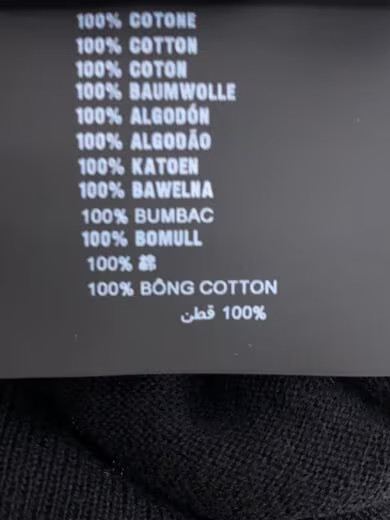 100% COTONE
100% COTTON
100% COTON
100% BAUMWOLLE
100% ALGODÓN
100% ALGODÃO
100% KATOEN
100% BAWELNA
100% BUMBAC
100% BOMULL
100% 棉
100% BÔNG COTTON
100% قطن